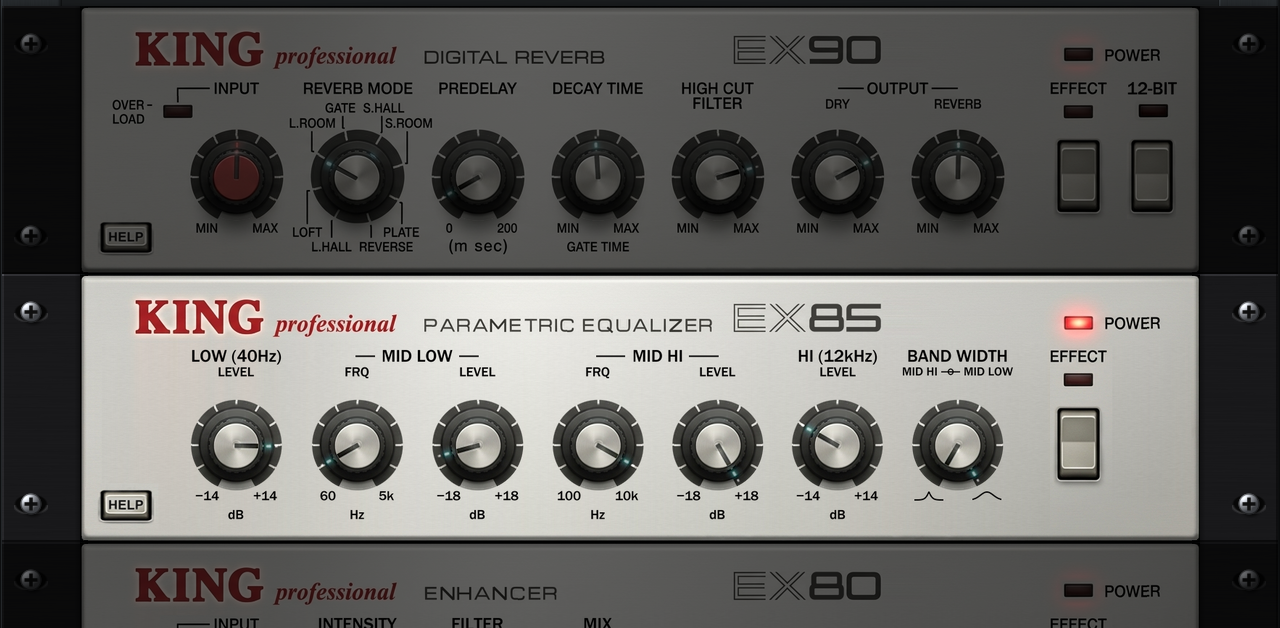 KING professional DIGITAL REVERB EX90 POWER
INPUT REVERB MODE PREDELAY DECAY TIME HIGH CUT FILTER OUTPUT EFFECT 12-BIT
OVER-LOAD GATE S.HALL DRY REVERB
L.ROOM S.ROOM
MIN MAX LOFT PLATE 0 200 MIN MAX MIN MAX MIN MAX MIN MAX
HELP L.HALL REVERSE (m sec) GATE TIME
KING professional PARAMETRIC EQUALIZER EX85 POWER
LOW (40Hz) MID LOW MID HI HI (12kHz) BAND WIDTH EFFECT
LEVEL FRQ LEVEL FRQ LEVEL LEVEL MID HI MID LOW
−14 +14 60 5k −18 +18 100 10k −18 +18 −14 +14
HELP dB Hz dB Hz dB dB
KING professional ENHANCER EX80 POWER
INPUT INTENSITY FILTER MIX EFFECT